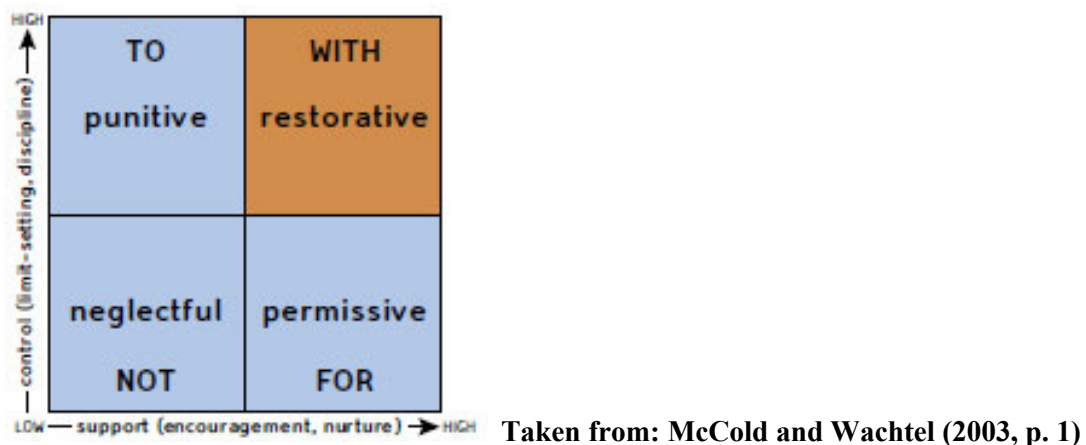 HIGH
TO WITH
punitive restorative
control (limit-setting, discipline)
neglectful permissive
NOT FOR
LOW support (encouragement, nurture) HIGH
Taken from: McCold and Wachtel (2003, p. 1)